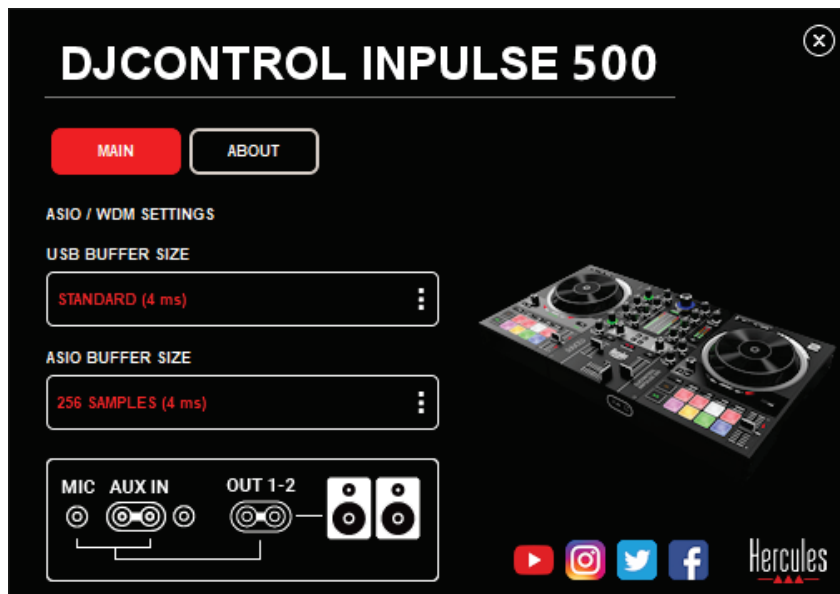 DJCONTROL INPULSE 500
MAIN
ABOUT
ASIO / WDM SETTINGS
USB BUFFER SIZE
STANDARD (4 ms)
ASIO BUFFER SIZE
256 SAMPLES (4 ms)
MIC AUX IN OUT 1-2
Hercules